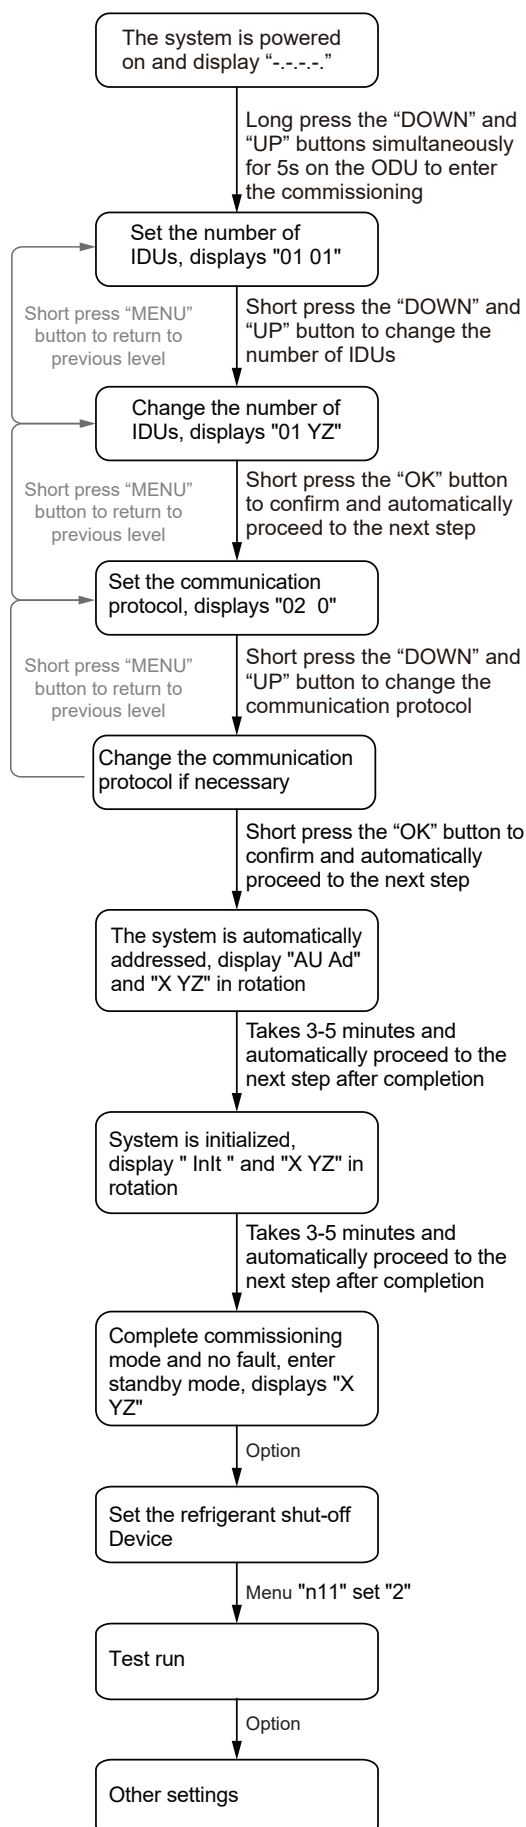 The system is powered
on and display “-.-.-.-.”
Long press the “DOWN” and
“UP” buttons simultaneously
for 5s on the ODU to enter
the commissioning
Set the number of
IDUs, displays "01 01"
Short press “MENU”
button to return to
previous level
Short press the “DOWN” and
“UP” button to change the
number of IDUs
Change the number of
IDUs, displays "01 YZ"
Short press “MENU”
button to return to
previous level
Short press the “OK” button
to confirm and automatically
proceed to the next step
Set the communication
protocol, displays "02  0"
Short press “MENU”
button to return to
previous level
Short press the “DOWN” and
“UP” button to change the
communication protocol
Change the communication
protocol if necessary
Short press the “OK” button to
confirm and automatically
proceed to the next step
The system is automatically
addressed, display "AU Ad"
and "X YZ" in rotation
Takes 3-5 minutes and
automatically proceed to the
next step after completion
System is initialized,
display " InIt " and "X YZ" in
rotation
Takes 3-5 minutes and
automatically proceed to the
next step after completion
Complete commissioning
mode and no fault, enter
standby mode, displays "X
YZ"
Option
Set the refrigerant shut-off
Device
Menu "n11" set "2"
Test run
Option
Other settings